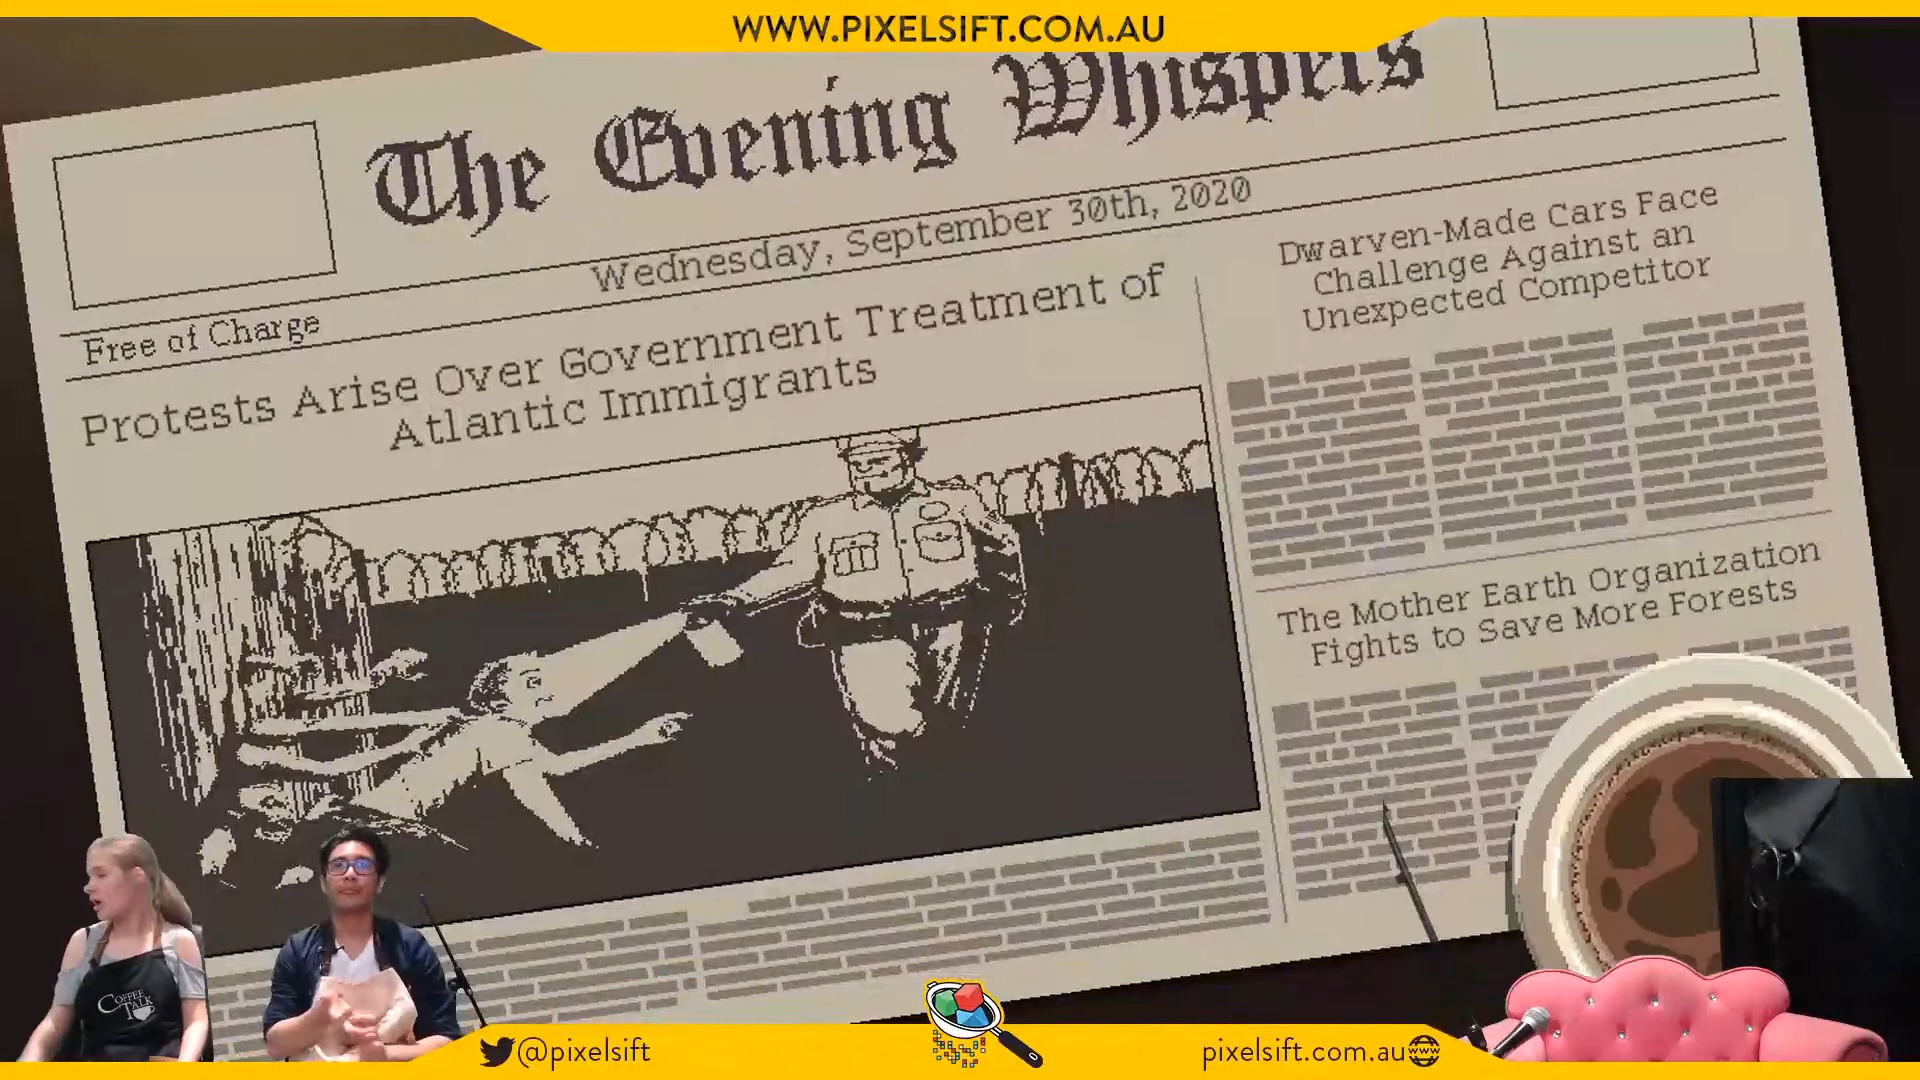 WWW.PIXELSIFT.COM.AU
The Evening Whispers
Wednesday, September 30th, 2020
Free of Charge
Protests Arise Over Government Treatment of
Atlantic Immigrants
Dwarven-Made Cars Face
Challenge Against an
Unexpected Competitor
The Mother Earth Organization
Fights to Save More Forests
COFFEE
TALK
@pixelsift
pixelsift.com.au
www